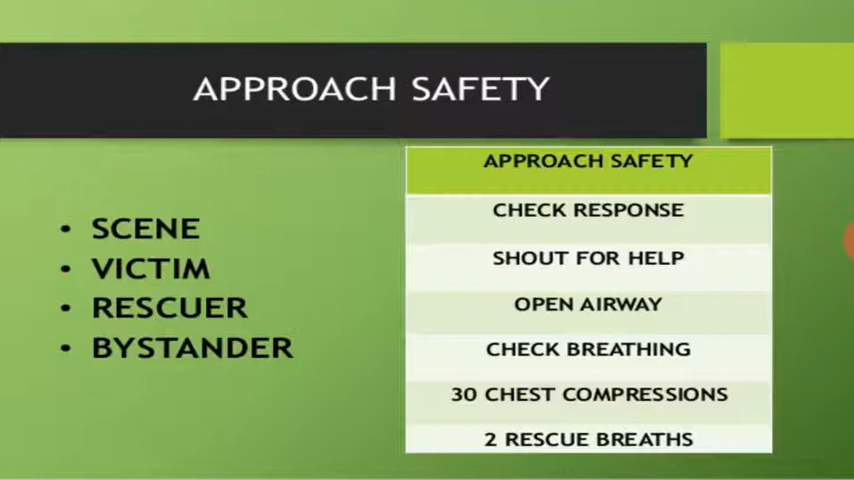 APPROACH SAFETY
• SCENE
• VICTIM
• RESCUER
• BYSTANDER
APPROACH SAFETY
CHECK RESPONSE
SHOUT FOR HELP
OPEN AIRWAY
CHECK BREATHING
30 CHEST COMPRESSIONS
2 RESCUE BREATHS